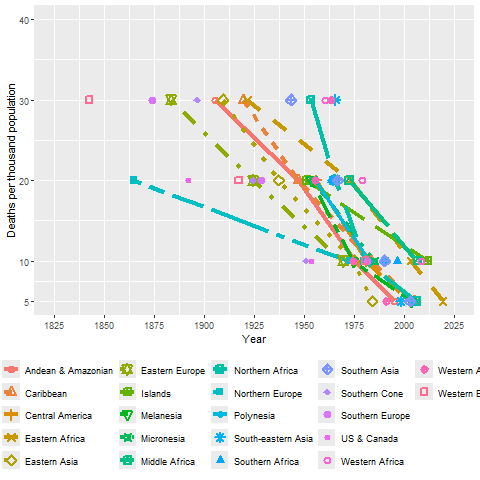 40
30
20
10
5
Deaths per thousand population
1825 1850 1875 1900 1925 1950 1975 2000 2025
Year
Andean & Amazonian Eastern Europe Northern Africa Southern Asia Western A
Caribbean Islands Northern Europe Southern Cone Western E
Central America Melanesia Polynesia Southern Europe
Eastern Africa Micronesia South-eastern Asia US & Canada
Eastern Asia Middle Africa Southern Africa Western Africa